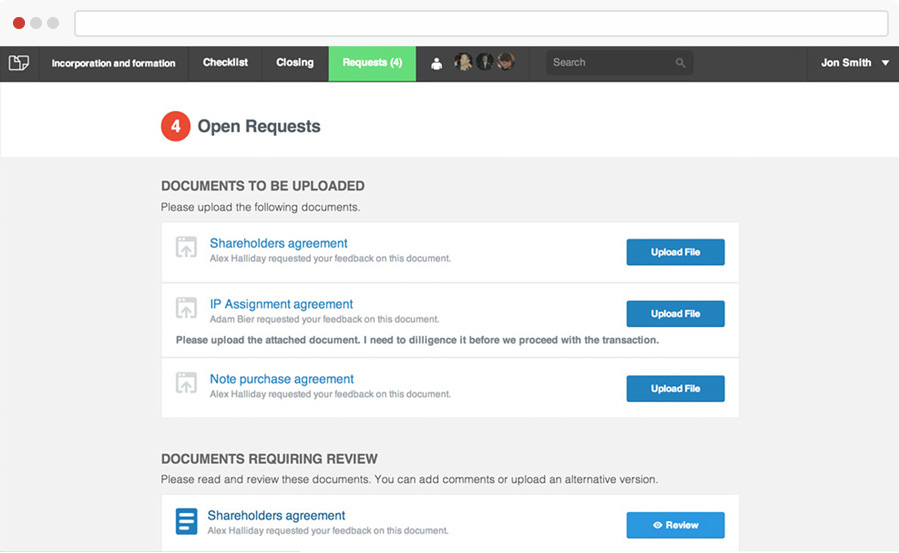 Incorporation and formation
Checklist
Closing
Requests (4)
Search
Jon Smith
4 Open Requests
DOCUMENTS TO BE UPLOADED
Please upload the following documents.
Shareholders agreement
Alex Halliday requested your feedback on this document.
Upload File
IP Assignment agreement
Adam Bier requested your feedback on this document.
Upload File
Please upload the attached document. I need to dilligence it before we proceed with the transaction.
Note purchase agreement
Alex Halliday requested your feedback on this document.
Upload File
DOCUMENTS REQUIRING REVIEW
Please read and review these documents. You can add comments or upload an alternative version.
Shareholders agreement
Alex Halliday requested your feedback on this document.
Review